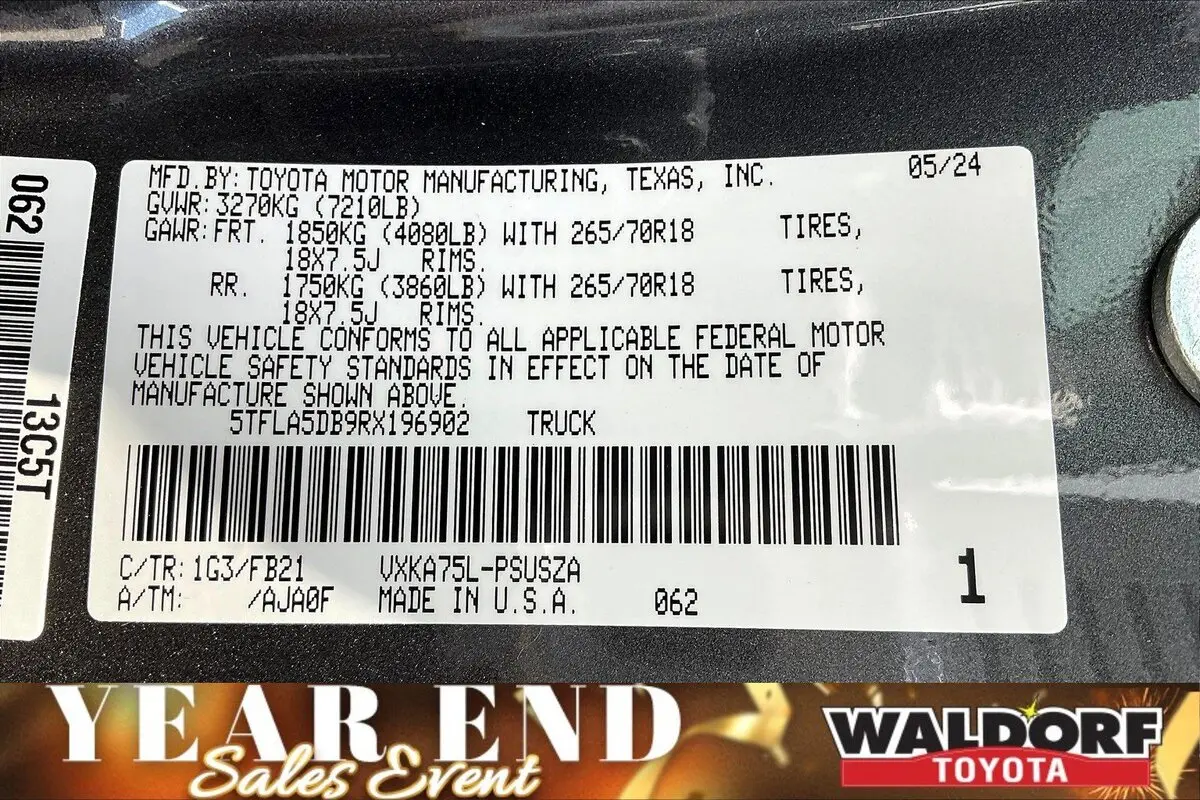 062
13C5T
MFD.BY: TOYOTA MOTOR MANUFACTURING, TEXAS, INC. 05/24
GVWR: 3270KG (7210LB)
GAWR: FRT. 1850KG (4080LB) WITH 265/70R18 TIRES,
18X7.5J RIMS.
RR. 1750KG (3860LB) WITH 265/70R18 TIRES,
18X7.5J RIMS.
THIS VEHICLE CONFORMS TO ALL APPLICABLE FEDERAL MOTOR
VEHICLE SAFETY STANDARDS IN EFFECT ON THE DATE OF
MANUFACTURE SHOWN ABOVE.
5TFLA5DB9RX196902 TRUCK
C/TR: 1G3/FB21 VXKA75L-PSUSZA
A/TM: /AJA0F MADE IN U.S.A. 062
1
YEAR END
Sales Event
WALDORF
TOYOTA